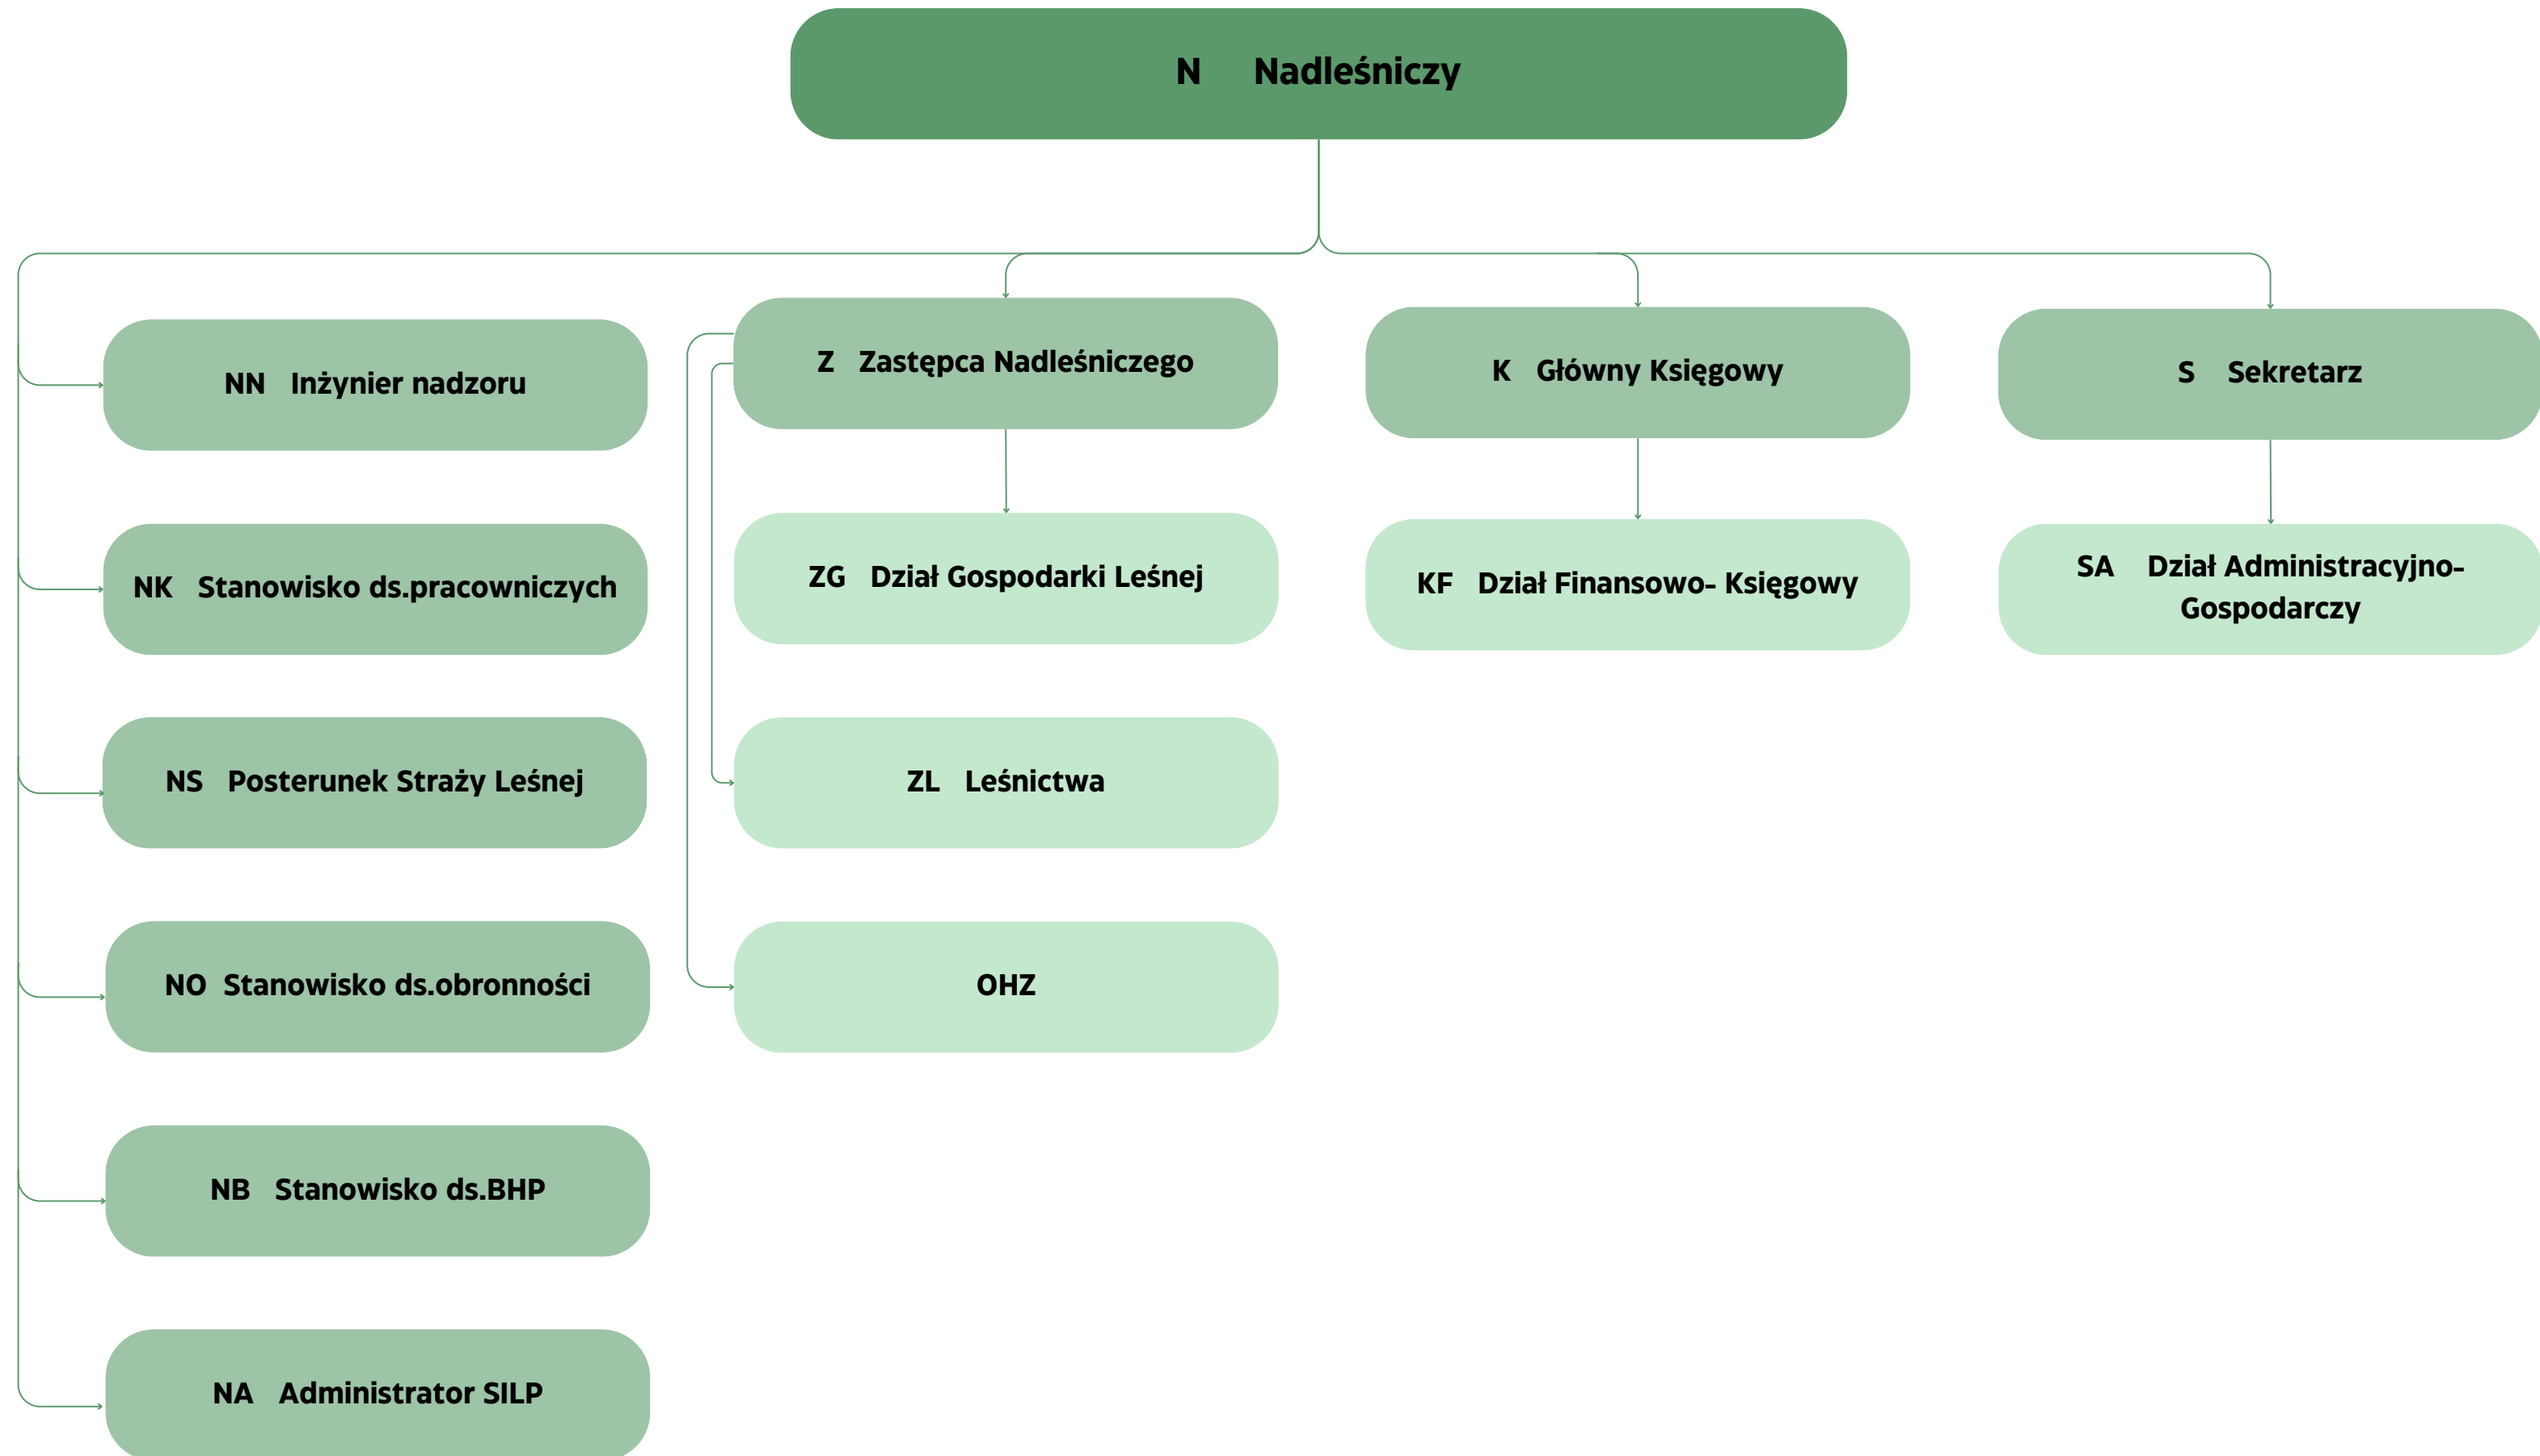 N Nadleśniczy
NN Inżynier nadzoru
NK Stanowisko ds.pracowniczych
NS Posterunek Straży Leśnej
NO Stanowisko ds.obronności
NB Stanowisko ds.BHP
NA Administrator SILP
Z Zastępca Nadleśniczego
ZG Dział Gospodarki Leśnej
ZL Leśnictwa
OHZ
K Główny Księgowy
KF Dział Finansowo- Księgowy
S Sekretarz
SA Dział Administracyjno-
Gospodarczy